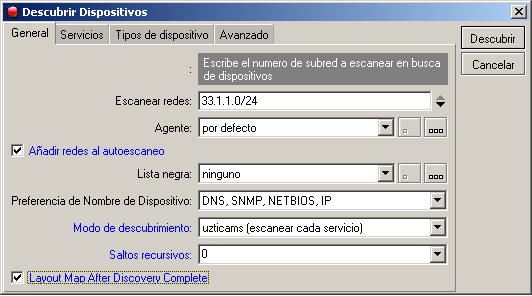 Descubrir Dispositivos
General Servicios Tipos de dispositivo Avanzado
Descubrir
Cancelar
: Escribe el numero de subred a escanear en busca
de dispositivos
Escanear redes: 33.1.1.0/24
Agente: por defecto
Añadir redes al autoescaneo
Lista negra: ninguno
Preferencia de Nombre de Dispositivo: DNS, SNMP, NETBIOS, IP
Modo de descubrimiento: uzticams (escanear cada servicio)
Saltos recursivos: 0
Layout Map After Discovery Complete